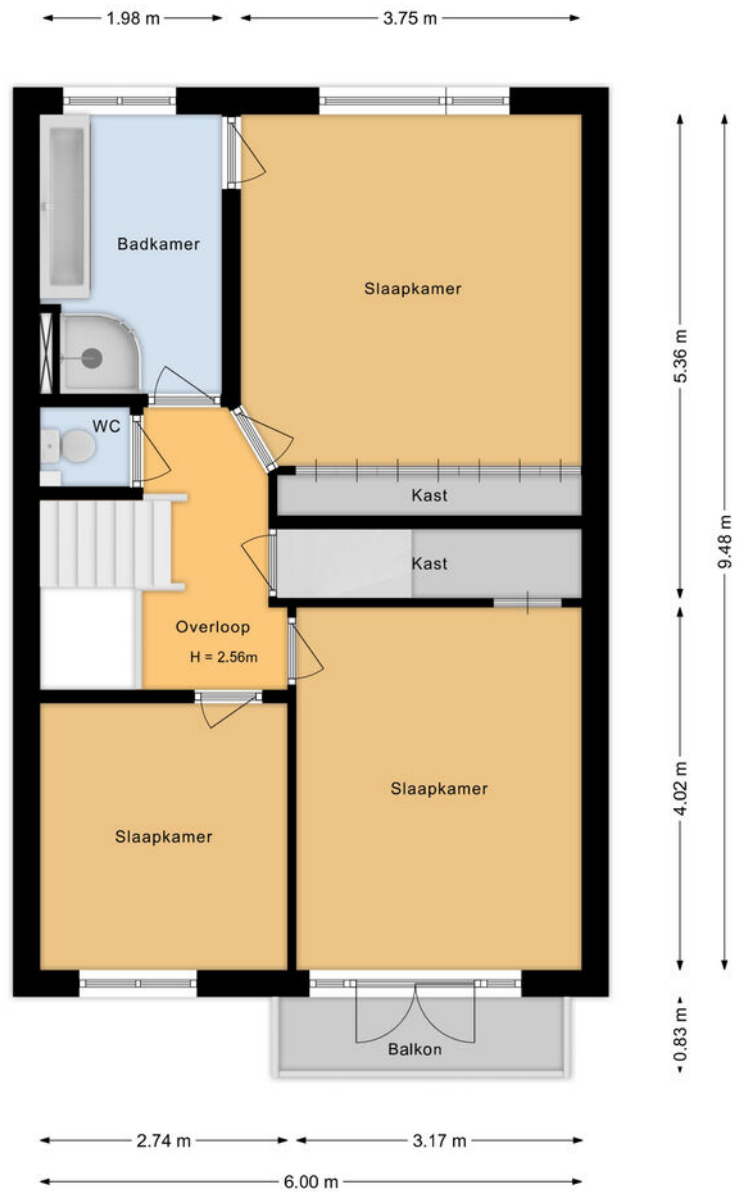 1.98 m
3.75 m
Badkamer
Slaapkamer
5.36 m
WC
Kast
9.48 m
Kast
Overloop
H = 2.56m
4.02 m
Slaapkamer
Slaapkamer
0.83 m
Balkon
2.74 m
3.17 m
6.00 m